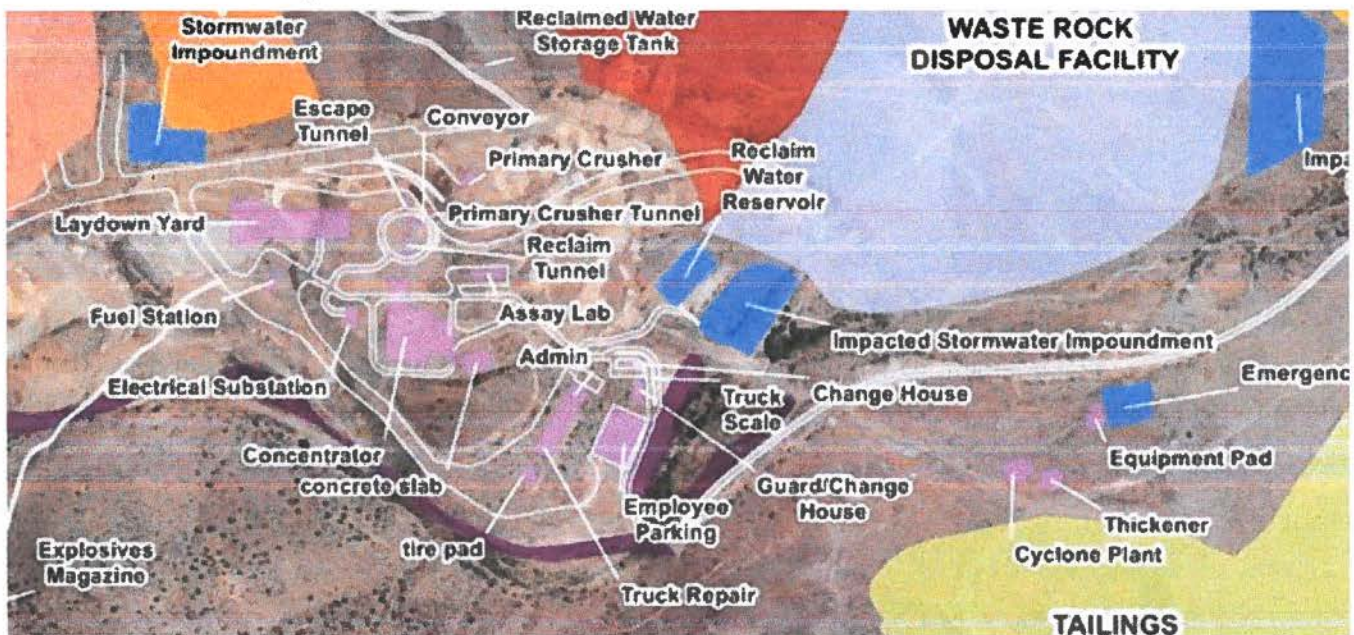 Stormwater
Impoundment
Reclaimed Water
Storage Tank
WASTE ROCK
DISPOSAL FACILITY
Escape
Tunnel
Conveyor
Primary Crusher
Reclaim
Water
Reservoir
Impa
Laydown Yard
Primary Crusher Tunnel
Reclaim
Tunnel
Fuel Station
Assay Lab
Impacted Stormwater Impoundment
Admin
Electrical Substation
Truck
Scale
Change House
Emergenc
Concentrator
concrete slab
Equipment Pad
Employee
Parking
Guard/Change
House
Thickener
Cyclone Plant
Explosives
Magazine
tire pad
Truck Repair
TAILINGS